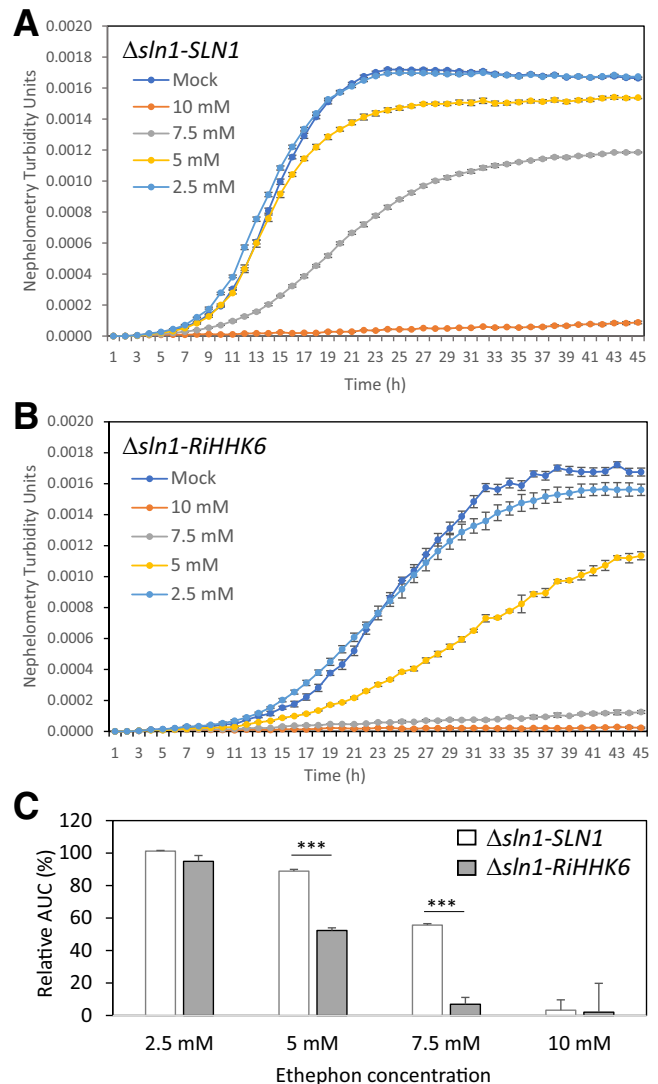 A
Δsln1-SLN1
Mock
10 mM
7.5 mM
5 mM
2.5 mM
Nephelometry Turbidity Units
0.0020
0.0018
0.0016
0.0014
0.0012
0.0010
0.0008
0.0006
0.0004
0.0002
0.0000
1 3 5 7 9 11 13 15 17 19 21 23 25 27 29 31 33 35 37 39 41 43 45
Time (h)
B
Δsln1-RiHHK6
Mock
10 mM
7.5 mM
5 mM
2.5 mM
Nephelometry Turbidity Units
0.0020
0.0018
0.0016
0.0014
0.0012
0.0010
0.0008
0.0006
0.0004
0.0002
0.0000
1 3 5 7 9 11 13 15 17 19 21 23 25 27 29 31 33 35 37 39 41 43 45
Time (h)
C
Δsln1-SLN1
Δsln1-RiHHK6
Relative AUC (%)
120
100
80
60
40
20
0
***
***
2.5 mM 5 mM 7.5 mM 10 mM
Ethephon concentration